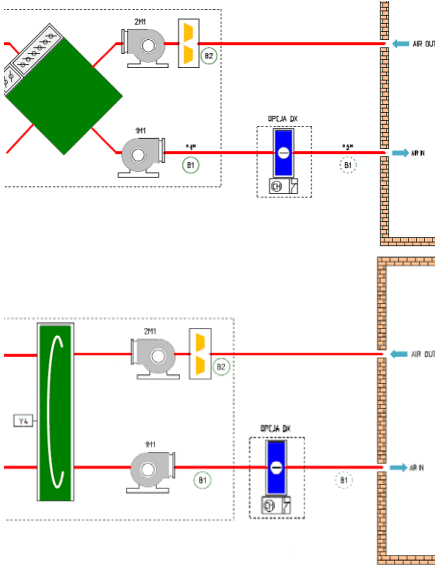 2M1
B2
AIR OUT
1M1
"1"
B1
OPCJA DX
"2"
B1
AIR IN
2M1
B2
AIR OUT
Y4
1M1
B1
OPCJA DX
B1
AIR IN